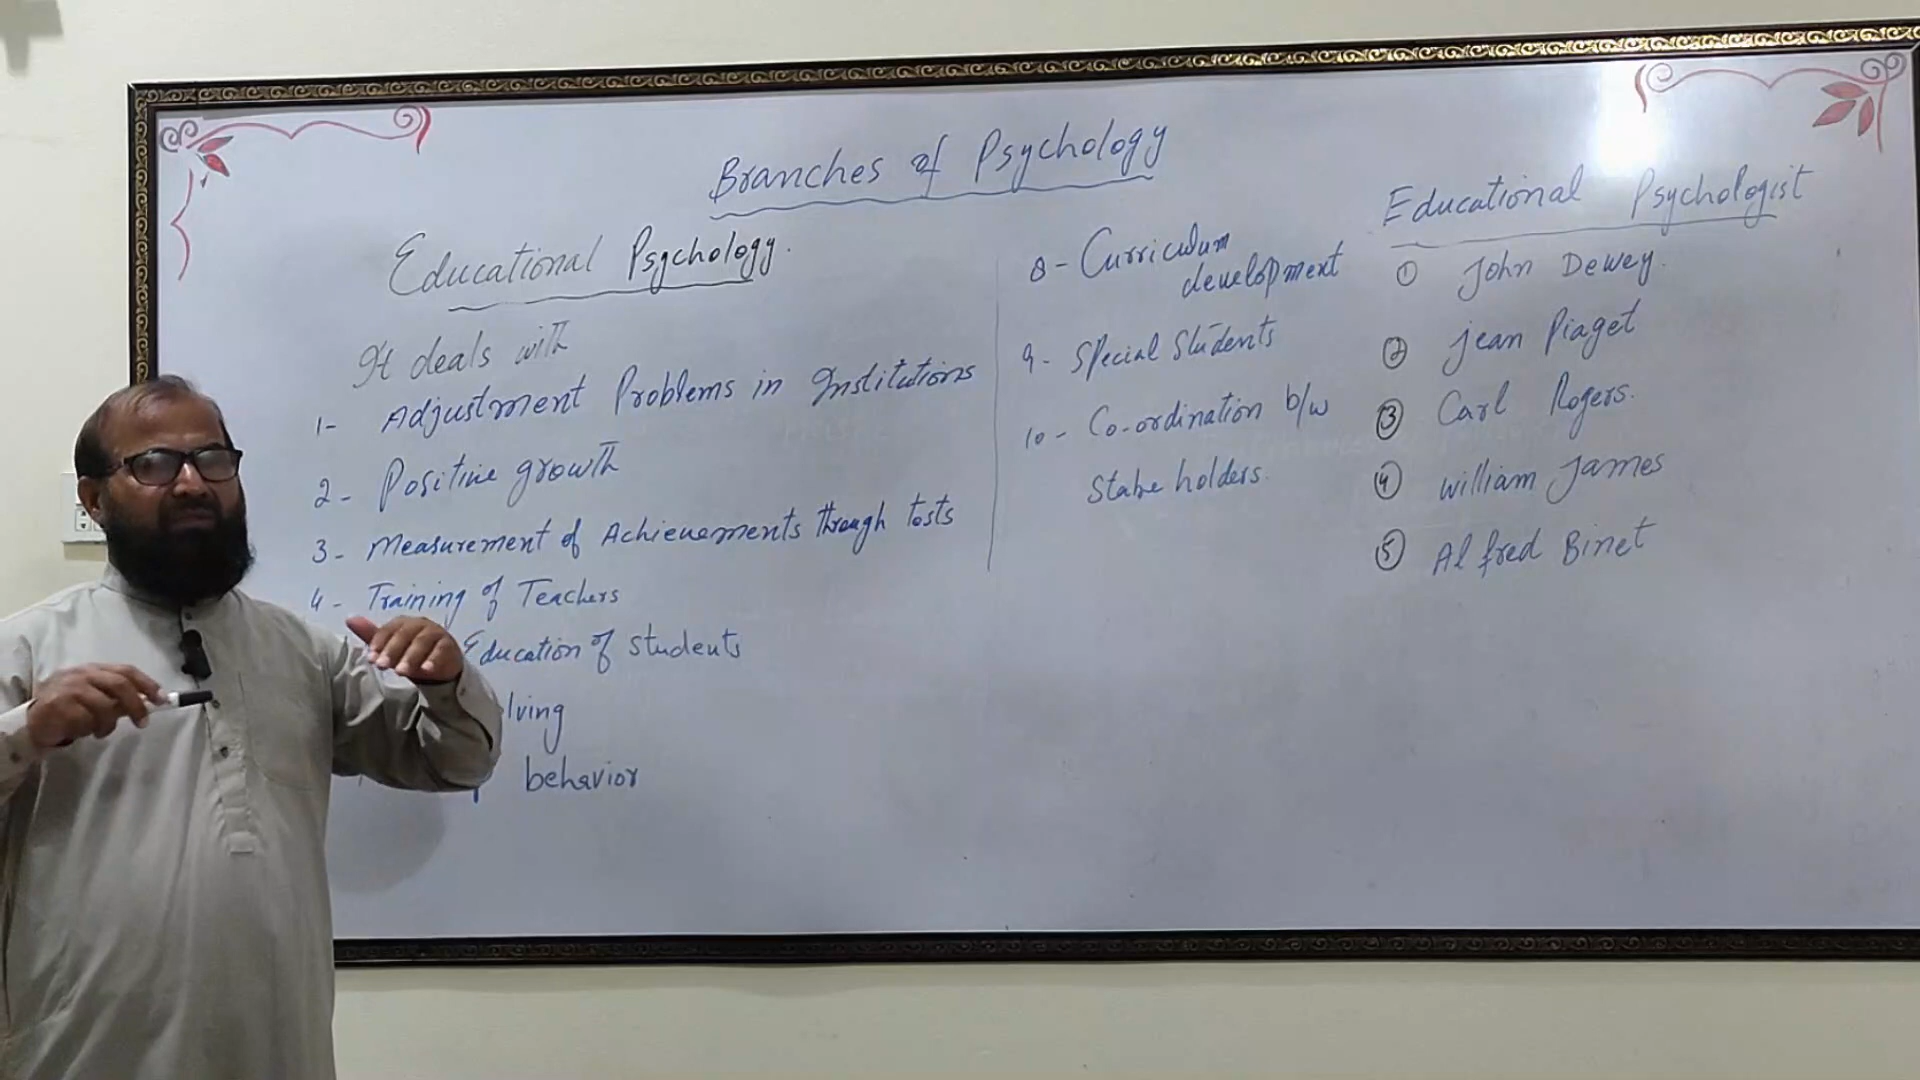 Branches of Psychology
Educational Psychology.
It deals with
1- Adjustment Problems in Institutions
2- Positive growth
3- Measurement of Achievements through tests
4- Training of Teachers
Education of students
lving
behavior
8- Curriculum
development
9- Special Students
10- Co-ordination b/w
Stake holders.
Educational Psychologist
① John Dewey.
② Jean Piaget
③ Carl Rogers.
④ William James
⑤ Alfred Binet